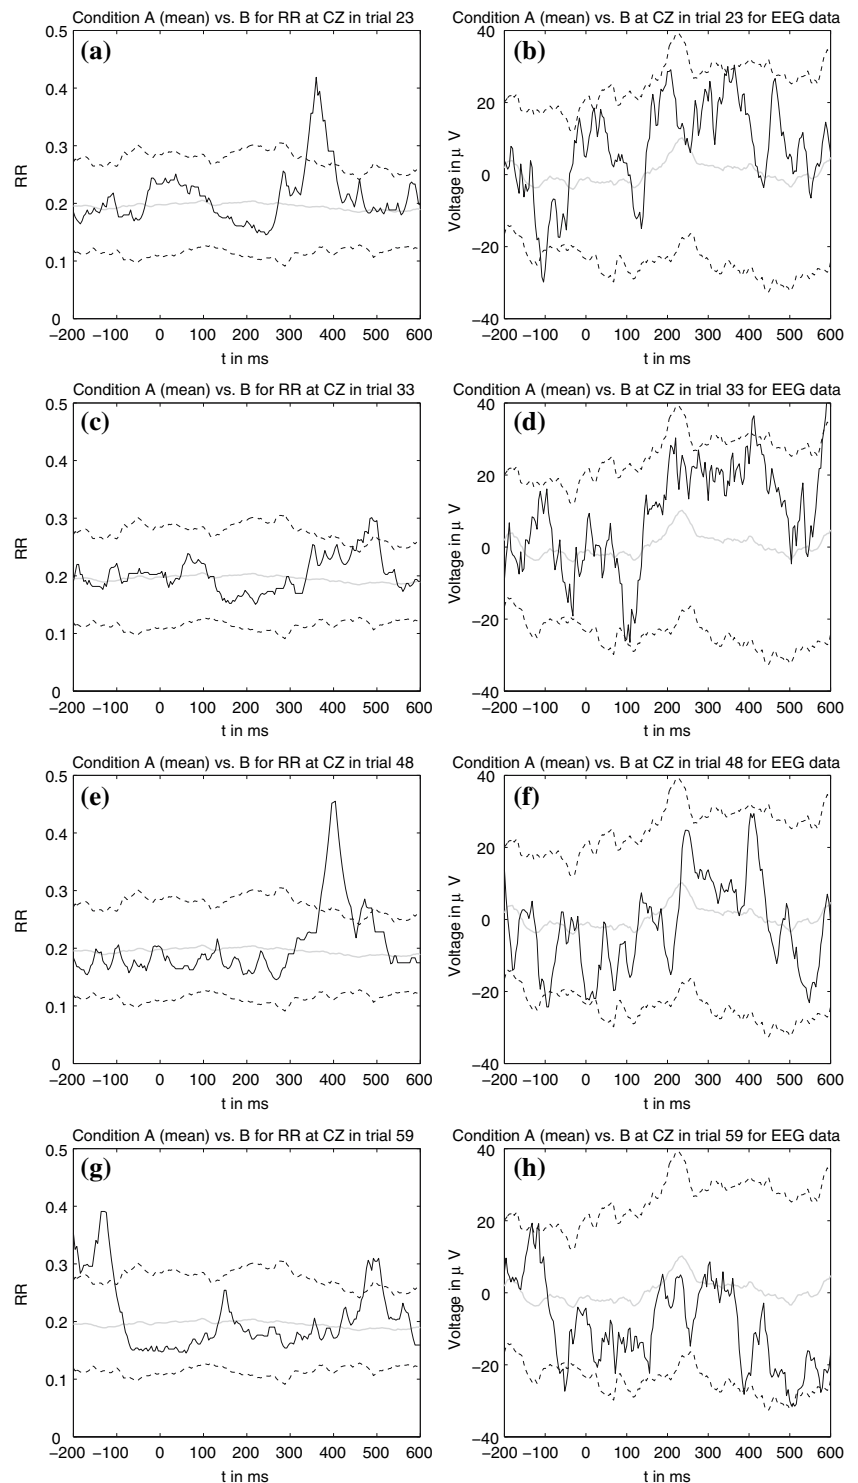 Condition A (mean) vs. B for RR at CZ in trial 23
(a)
RR
0.5
0.4
0.3
0.2
0.1
0
−200 −100 0 100 200 300 400 500 600
t in ms
Condition A (mean) vs. B at CZ in trial 23 for EEG data
(b)
Voltage in μ V
40
20
0
−20
−40
−200 −100 0 100 200 300 400 500 600
t in ms
Condition A (mean) vs. B for RR at CZ in trial 33
(c)
RR
0.5
0.4
0.3
0.2
0.1
0
−200 −100 0 100 200 300 400 500 600
t in ms
Condition A (mean) vs. B at CZ in trial 33 for EEG data
(d)
Voltage in μ V
40
20
0
−20
−40
−200 −100 0 100 200 300 400 500 600
t in ms
Condition A (mean) vs. B for RR at CZ in trial 48
(e)
RR
0.5
0.4
0.3
0.2
0.1
0
−200 −100 0 100 200 300 400 500 600
t in ms
Condition A (mean) vs. B at CZ in trial 48 for EEG data
(f)
Voltage in μ V
40
20
0
−20
−40
−200 −100 0 100 200 300 400 500 600
t in ms
Condition A (mean) vs. B for RR at CZ in trial 59
(g)
RR
0.5
0.4
0.3
0.2
0.1
0
−200 −100 0 100 200 300 400 500 600
t in ms
Condition A (mean) vs. B at CZ in trial 59 for EEG data
(h)
Voltage in μ V
40
20
0
−20
−40
−200 −100 0 100 200 300 400 500 600
t in ms